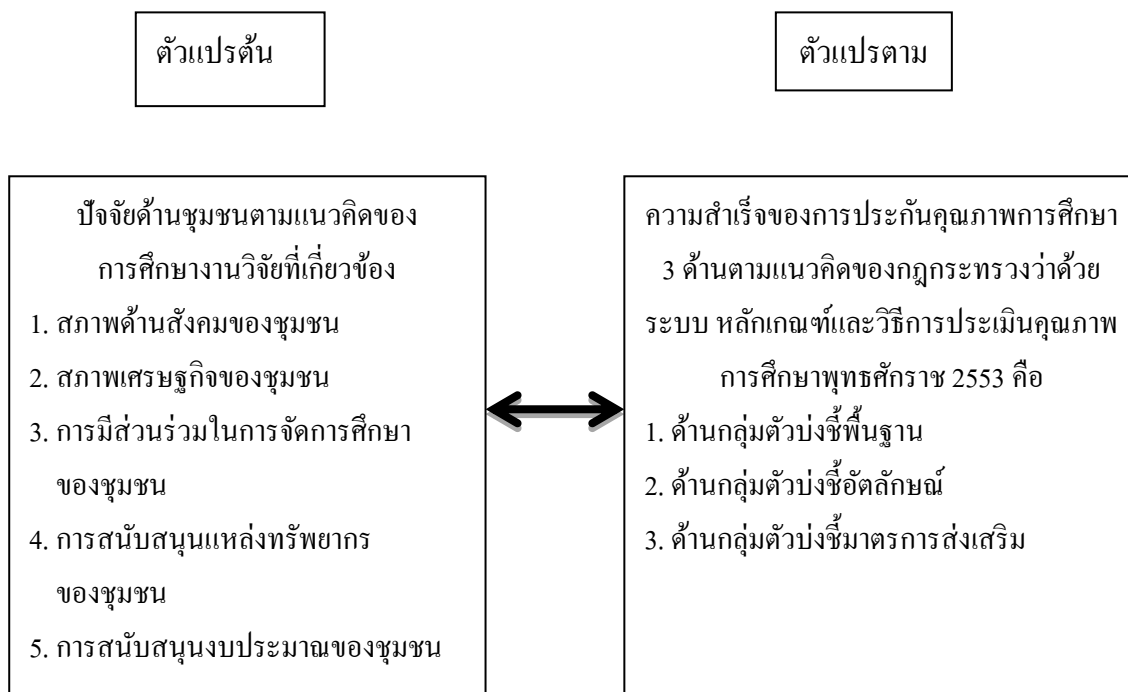 ตัวแปรต้น
ตัวแปรตาม
ปัจจัยด้านชุมชนตามแนวคิดของ
การศึกษางานวิจัยที่เกี่ยวข้อง
1. สภาพด้านสังคมของชุมชน
2. สภาพเศรษฐกิจของชุมชน
3. การมีส่วนร่วมในการจัดการศึกษา
ของชุมชน
4. การสนับสนุนแหล่งทรัพยากร
ของชุมชน
5. การสนับสนุนงบประมาณของชุมชน
ความสำเร็จของการประกันคุณภาพการศึกษา
3 ด้านตามแนวคิดของกฎกระทรวงว่าด้วย
ระบบ หลักเกณฑ์และวิธีการประเมินคุณภาพ
การศึกษาพุทธศักราช 2553 คือ
1. ด้านกลุ่มตัวบ่งชี้พื้นฐาน
2. ด้านกลุ่มตัวบ่งชี้อัตลักษณ์
3. ด้านกลุ่มตัวบ่งชี้มาตรการส่งเสริม